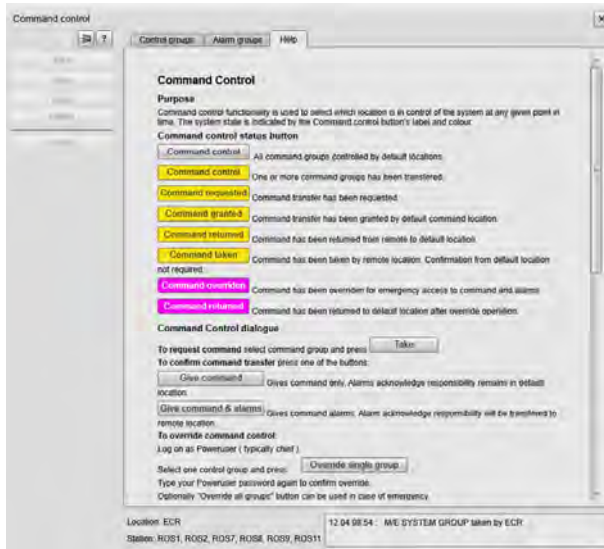 Command control
?
Control groups
Alarm groups
Help
Command Control
Purpose
Command control functionality is used to select which location is in control of the system at any given point in
time. The system state is indicated by the Command control button's label and colour.
Command control status button
Command control All command groups controlled by default locations.
Command control One or more command groups has been transfered.
Command requested Command transfer has been requested.
Command granted Command transfer has been granted by default command location.
Command returned Command has been returned from remote to default location.
Command taken Command has been taken by remote location. Confirmation from default location
not required.
Command overriden Command has been overriden for emergency access to command and alarms
Command returned Command has been returned to default location after override operation.
Command Control dialogue
To request command select command group and press Take
To confirm command transfer press one of the buttons:
Give command Gives command only. Alarms acknowledge responsibility remains in default
location.
Give command & alarms Gives command alarms. Alarm acknowledge responsibility will be transfered to
remote location.
To override command control:
Log on as Poweruser ( typically chief )
Select one control group and press: Override single group
Type your Poweruser password again to confirm override.
Optionally "Override all groups" button can be used in case of emergency.
Location: ECR
12.04 08:54 : M/E SYSTEM GROUP taken by ECR
Station: ROS1, ROS2, ROS7, ROS8, ROS9, ROS11